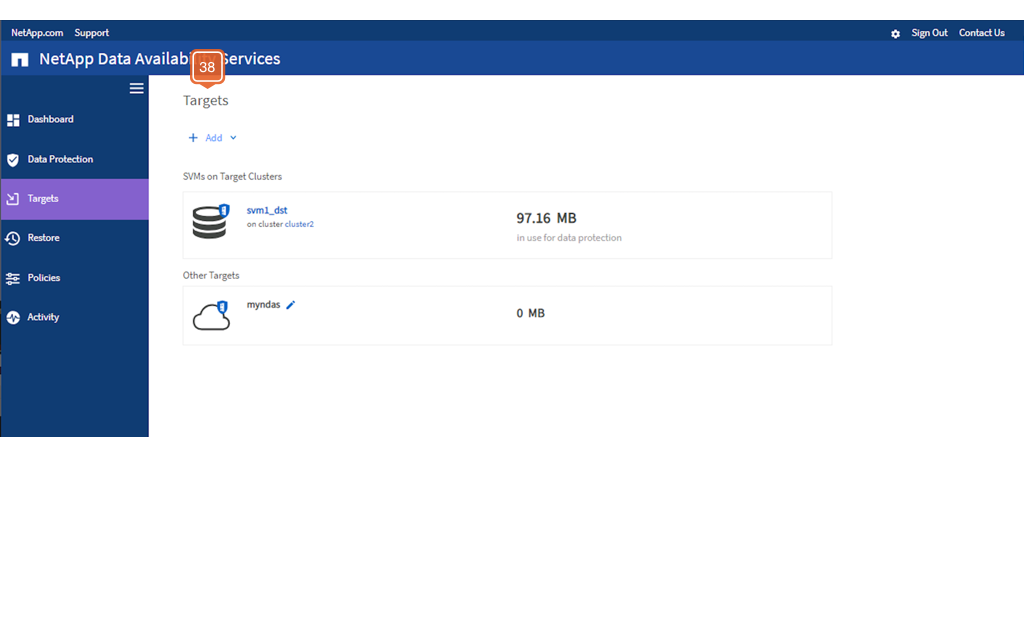 NetApp.com Support Sign Out Contact Us
NetApp Data Availability Services
38
Targets
Add
Dashboard
Data Protection
Targets
Restore
Policies
Activity
SVMs on Target Clusters
svm1_dst
on cluster cluster2
97.16 MB
in use for data protection
Other Targets
myndas
0 MB